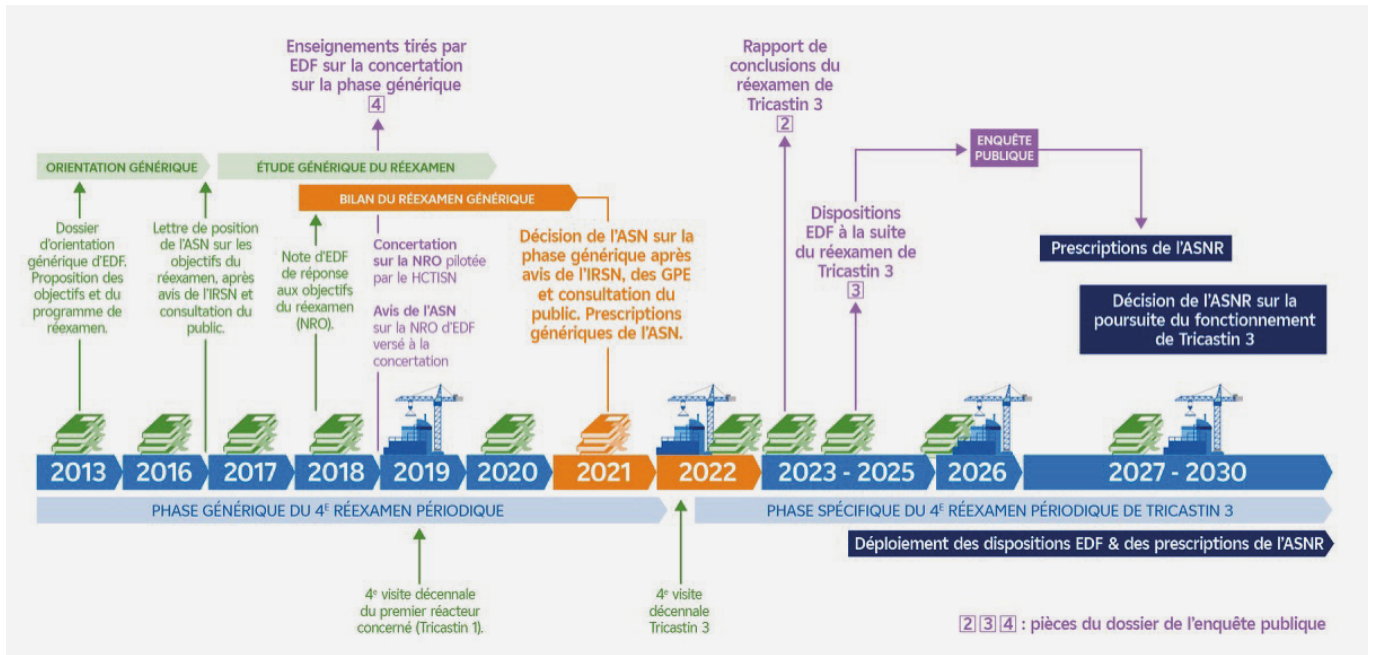 Enseignements tirés par
EDF sur la concertation
sur la phase générique
4
Rapport de
conclusions du
réexamen de
Tricastin 3
2
ENQUÊTE
PUBLIQUE
ORIENTATION GÉNÉRIQUE
ÉTUDE GÉNÉRIQUE DU RÉEXAMEN
BILAN DU RÉEXAMEN GÉNÉRIQUE
Dossier
d'orientation
générique d'EDF.
Proposition des
objectifs et du
programme de
réexamen.
Lettre de position
de l'ASN sur les
objectifs du
réexamen, après
avis de l'IRSN et
consultation du
public.
Note d'EDF
de réponse
aux objectifs
du réexamen
(NRO).
Concertation
sur la NRO pilotée
par le HCTISN
Avis de l'ASN
sur la NRO d'EDF
versé à la
concertation
Décision de l'ASN sur la
phase générique après
avis de l'IRSN, des GPE
et consultation du
public. Prescriptions
génériques de l'ASN.
Dispositions
EDF à la suite
du réexamen de
Tricastin 3
3
Prescriptions de l'ASNR
Décision de l'ASNR sur la
poursuite du fonctionnement
de Tricastin 3
2013
2016
2017
2018
2019
2020
2021
2022
2023 - 2025
2026
2027 - 2030
PHASE GÉNÉRIQUE DU 4E RÉEXAMEN PÉRIODIQUE
PHASE SPÉCIFIQUE DU 4E RÉEXAMEN PÉRIODIQUE DE TRICASTIN 3
Déploiement des dispositions EDF & des prescriptions de l'ASNR
4e visite décennale
du premier réacteur
concerné (Tricastin 1).
4e visite
décennale
Tricastin 3
2 3 4 : pièces du dossier de l'enquête publique